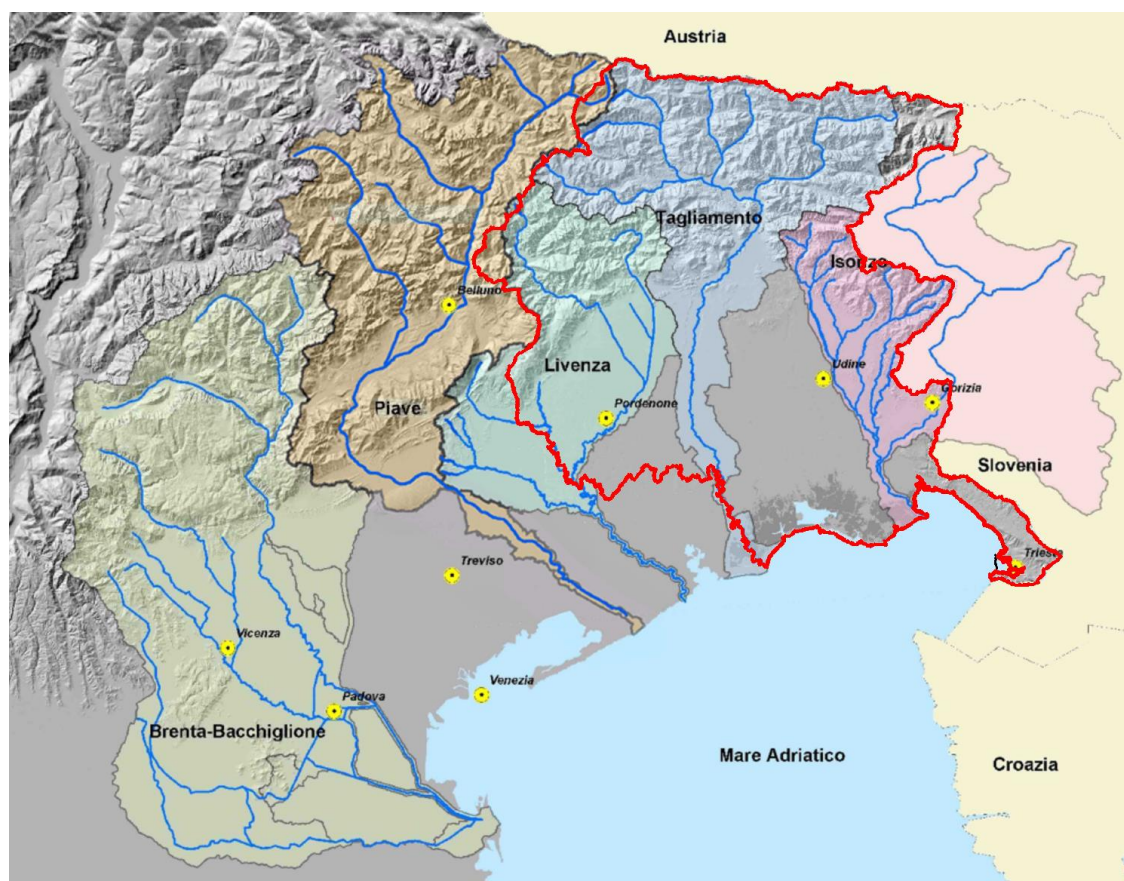 Austria
Tagliamento
Isonzo
Belluno
Livenza
Udine
Gorizia
Piave
Pordenone
Slovenia
Treviso
Trieste
Vicenza
Venezia
Padova
Brenta-Bacchiglione
Mare Adriatico
Croazia